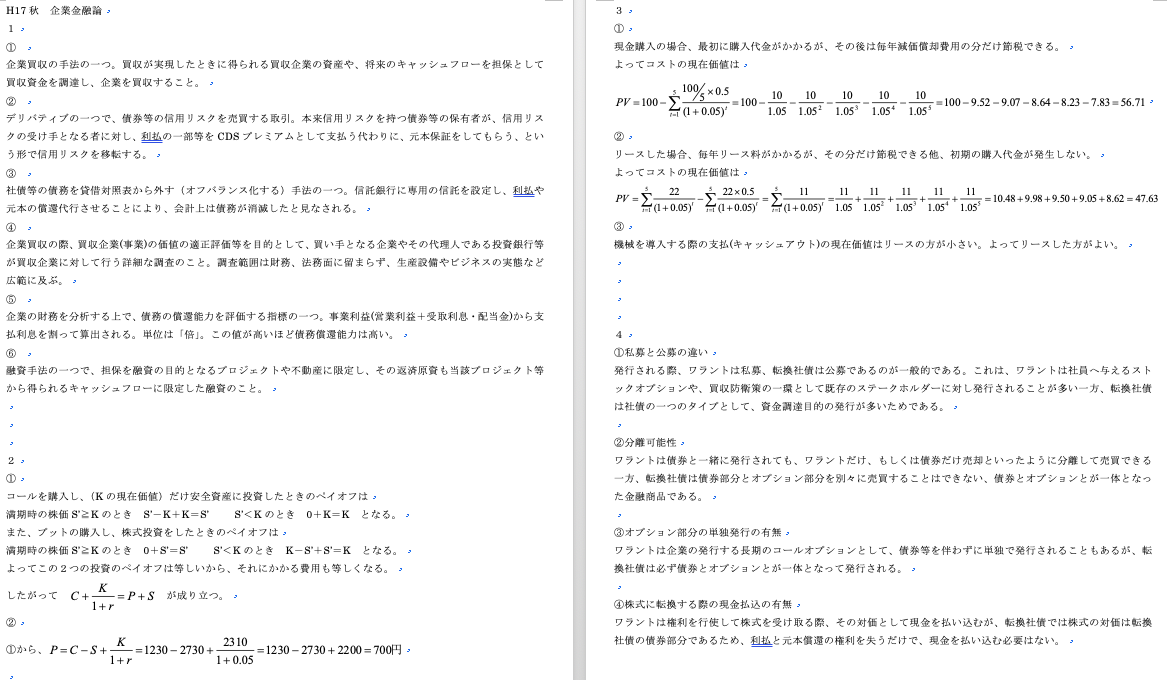 H17 秋　企業金融論
１
①
企業買収の手法の一つ。買収が実現したときに得られる買収企業の資産や、将来のキャッシュフローを担保として
買収資金を調達し、企業を買収すること。
②
デリバティブの一つで、債券等の信用リスクを売買する取引。本来信用リスクを持つ債券等の保有者が、信用リス
クの受け手となる者に対し、利払の一部等を CDS プレミアムとして支払う代わりに、元本保証をしてもらう、とい
う形で信用リスクを移転する。
③
社債等の債務を貸借対照表から外す（オフバランス化する）手法の一つ。信託銀行に専用の信託を設定し、利払や
元本の償還代行させることにより、会計上は債務が消滅したと見なされる。
④
企業買収の際、買収企業(事業)の価値の適正評価等を目的として、買い手となる企業やその代理人である投資銀行等
が買収企業に対して行う詳細な調査のこと。調査範囲は財務、法務面に留まらず、生産設備やビジネスの実態など
広範に及ぶ。
⑤
企業の財務を分析する上で、債務の償還能力を評価する指標の一つ。事業利益(営業利益＋受取利息・配当金)から支
払利息を割って算出される。単位は「倍」。この値が高いほど債務償還能力は高い。
⑥
融資手法の一つで、担保を融資の目的となるプロジェクトや不動産に限定し、その返済原資も当該プロジェクト等
から得られるキャッシュフローに限定した融資のこと。
２
①
コールを購入し、（K の現在価値）だけ安全資産に投資したときのペイオフは
満期時の株価 S'≧K のとき　S'－K＋K＝S'　　S'＜K のとき　0＋K＝K　となる。
また、プットの購入し、株式投資をしたときのペイオフは
満期時の株価 S'≧K のとき　0＋S'＝S'　　S'＜K のとき　K－S'＋S'＝K　となる。
よってこの２つの投資のペイオフは等しいから、それにかかる費用も等しくなる。
したがって　C + K/(1+r) = P + S　が成り立つ。
②
①から、P = C − S + K/(1+r) = 1230 − 2730 + 2310/(1+0.05) = 1230 − 2730 + 2200 = 700円
３
①
現金購入の場合、最初に購入代金がかかるが、その後は毎年減価償却費用の分だけ節税できる。
よってコストの現在価値は
PV = 100 − Σ_{t=1}^{5} (100/5 × 0.5)/(1+0.05)^t = 100 − 10/1.05 − 10/1.05² − 10/1.05³ − 10/1.05⁴ − 10/1.05⁵ = 100 − 9.52 − 9.07 − 8.64 − 8.23 − 7.83 = 56.71
②
リースした場合、毎年リース料がかかるが、その分だけ節税できる他、初期の購入代金が発生しない。
よってコストの現在価値は
PV = Σ_{t=1}^{5} 22/(1+0.05)^t − Σ_{t=1}^{5} (22×0.5)/(1+0.05)^t = Σ_{t=1}^{5} 11/(1+0.05)^t = 11/1.05 + 11/1.05² + 11/1.05³ + 11/1.05⁴ + 11/1.05⁵ = 10.48 + 9.98 + 9.50 + 9.05 + 8.62 = 47.63
③
機械を導入する際の支払(キャッシュアウト)の現在価値はリースの方が小さい。よってリースした方がよい。
４
①私募と公募の違い
発行される際、ワラントは私募、転換社債は公募であるのが一般的である。これは、ワラントは社員へ与えるスト
ックオプションや、買収防衛策の一環として既存のステークホルダーに対し発行されることが多い一方、転換社債
は社債の一つのタイプとして、資金調達目的の発行が多いためである。
②分離可能性
ワラントは債券と一緒に発行されても、ワラントだけ、もしくは債券だけ売却といったように分離して売買できる
一方、転換社債は債券部分とオプション部分を別々に売買することはできない、債券とオプションとが一体となっ
た金融商品である。
③オプション部分の単独発行の有無
ワラントは企業の発行する長期のコールオプションとして、債券等を伴わずに単独で発行されることもあるが、転
換社債は必ず債券とオプションとが一体となって発行される。
④株式に転換する際の現金払込の有無
ワラントは権利を行使して株式を受け取る際、その対価として現金を払い込むが、転換社債では株式の対価は転換
社債の債券部分であるため、利払と元本償還の権利を失うだけで、現金を払い込む必要はない。